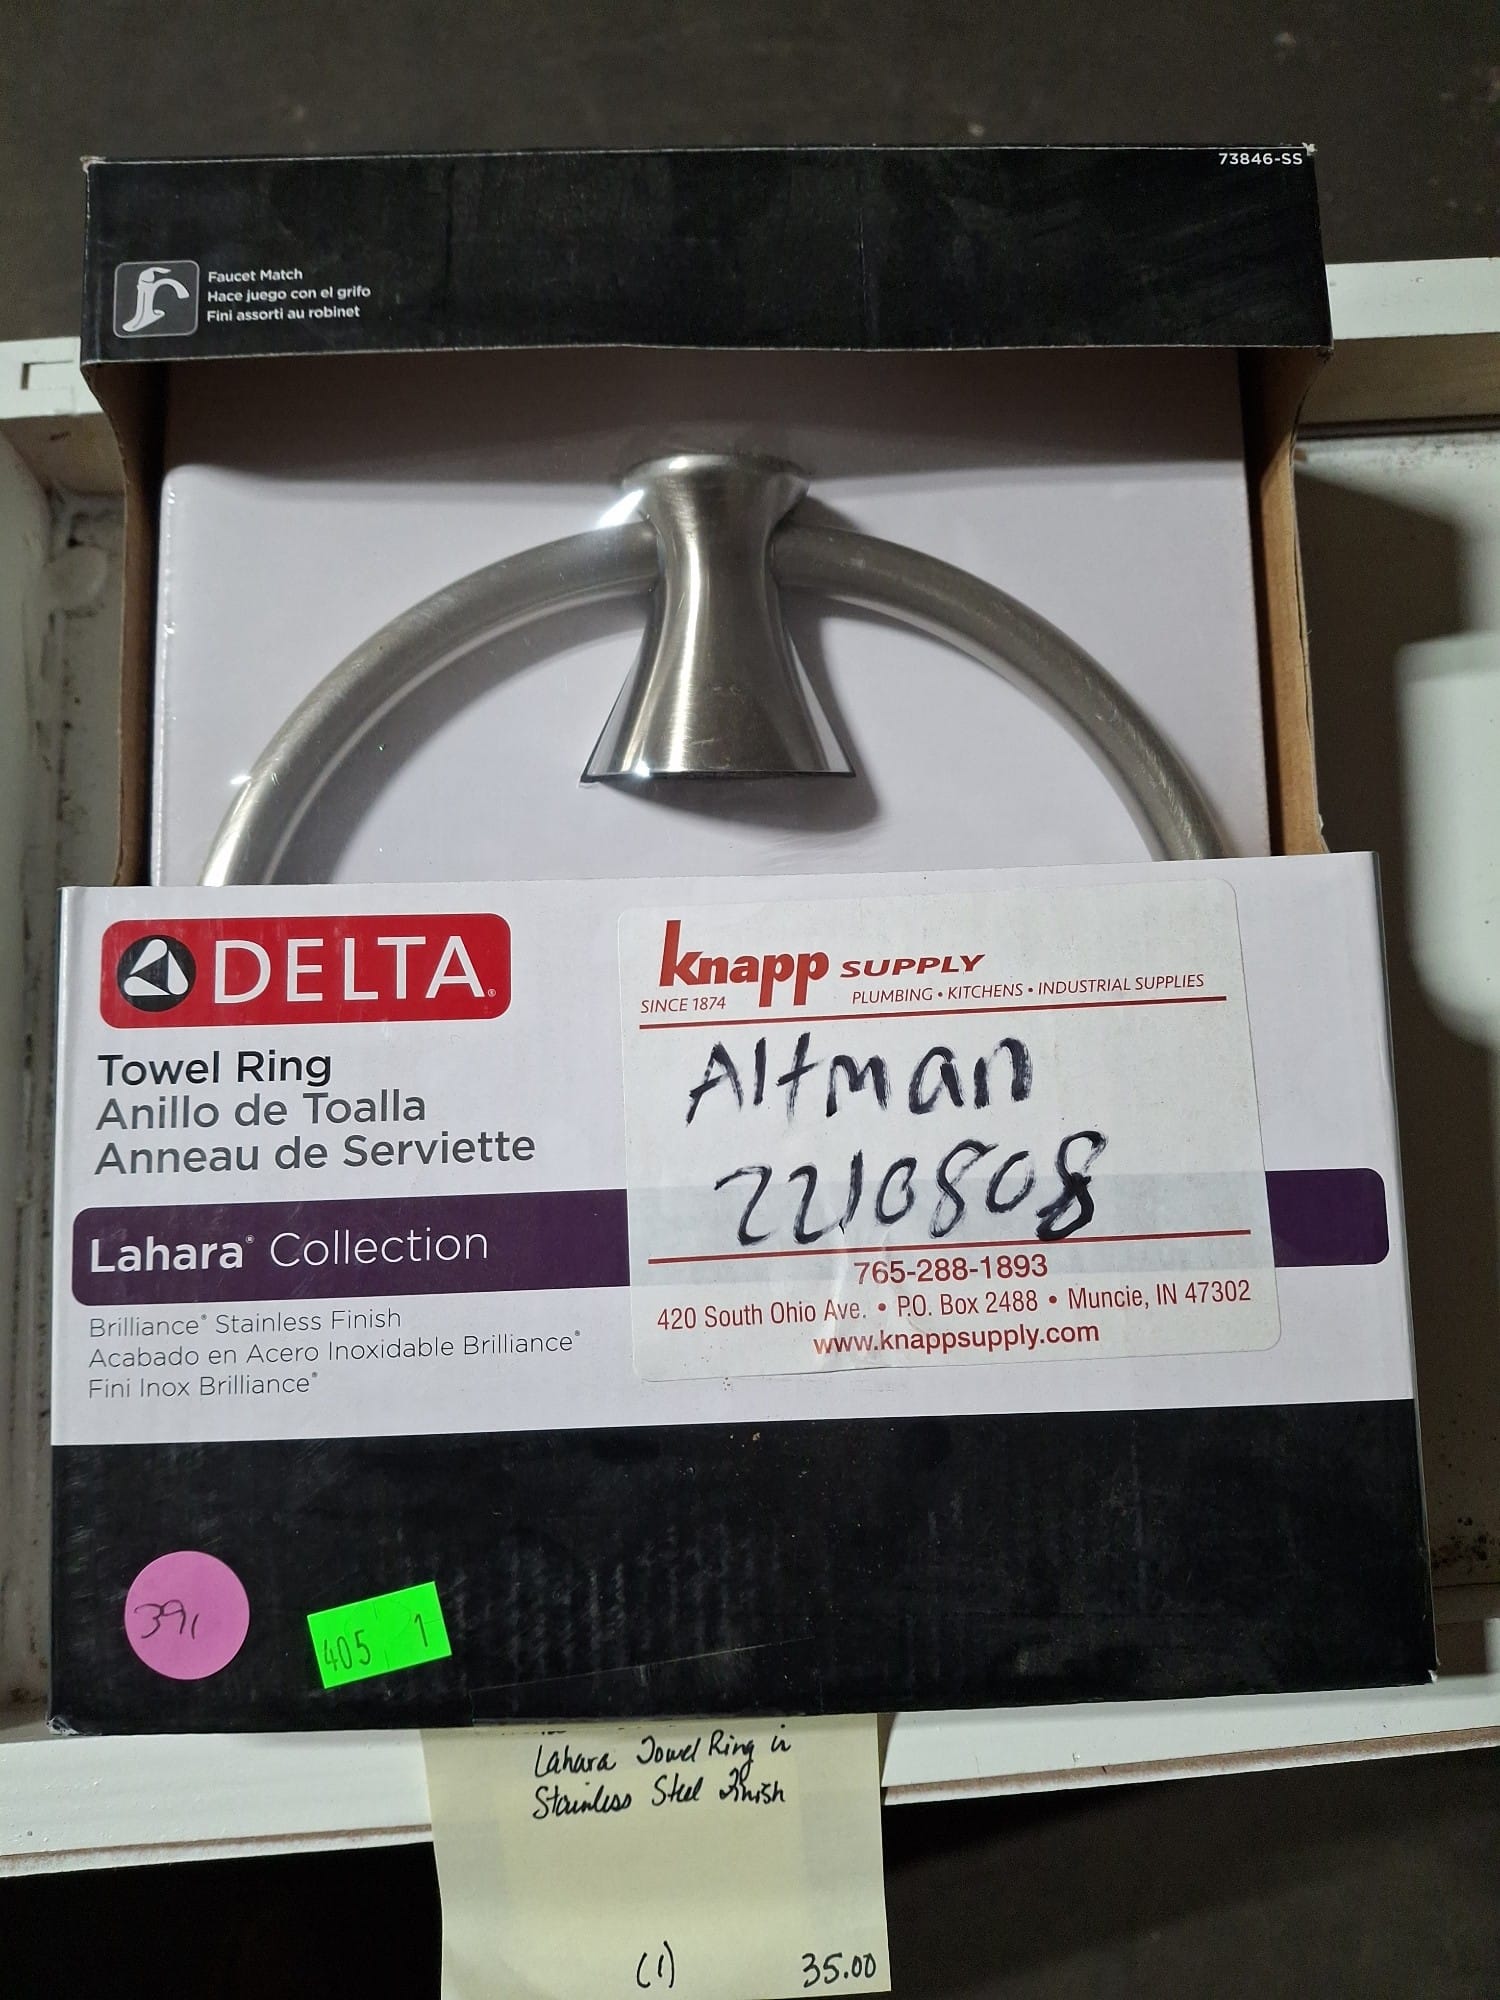 73846-SS
Faucet Match
Hace juego con el grifo
Fini assorti au robinet
DELTA®
Towel Ring
Anillo de Toalla
Anneau de Serviette
Lahara® Collection
Brilliance® Stainless Finish
Acabado en Acero Inoxidable Brilliance®
Fini Inox Brilliance®
knapp SUPPLY
SINCE 1874
PLUMBING • KITCHENS • INDUSTRIAL SUPPLIES
Altman
2210808
765-288-1893
420 South Ohio Ave. • P.O. Box 2488 • Muncie, IN 47302
www.knappsupply.com
391
405 1
Lahara Towel Ring in
Stainless Steel Finish
(1) 35.00